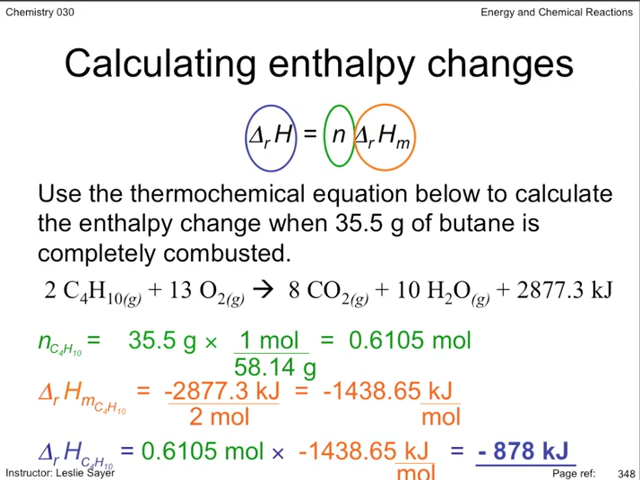 Chemistry 030 Energy and Chemical Reactions
Calculating enthalpy changes
ΔᵣH = n ΔᵣHₘ
Use the thermochemical equation below to calculate
the enthalpy change when 35.5 g of butane is
completely combusted.
2 C₄H₁₀₍g₎ + 13 O₂₍g₎ → 8 CO₂₍g₎ + 10 H₂O₍g₎ + 2877.3 kJ
n C₄H₁₀ = 35.5 g × 1 mol = 0.6105 mol
58.14 g
Δᵣ Hₘ C₄H₁₀ = -2877.3 kJ = -1438.65 kJ
2 mol mol
Δᵣ H C₄H₁₀ = 0.6105 mol × -1438.65 kJ = - 878 kJ
mol
Instructor: Leslie Sayer Page ref: 348